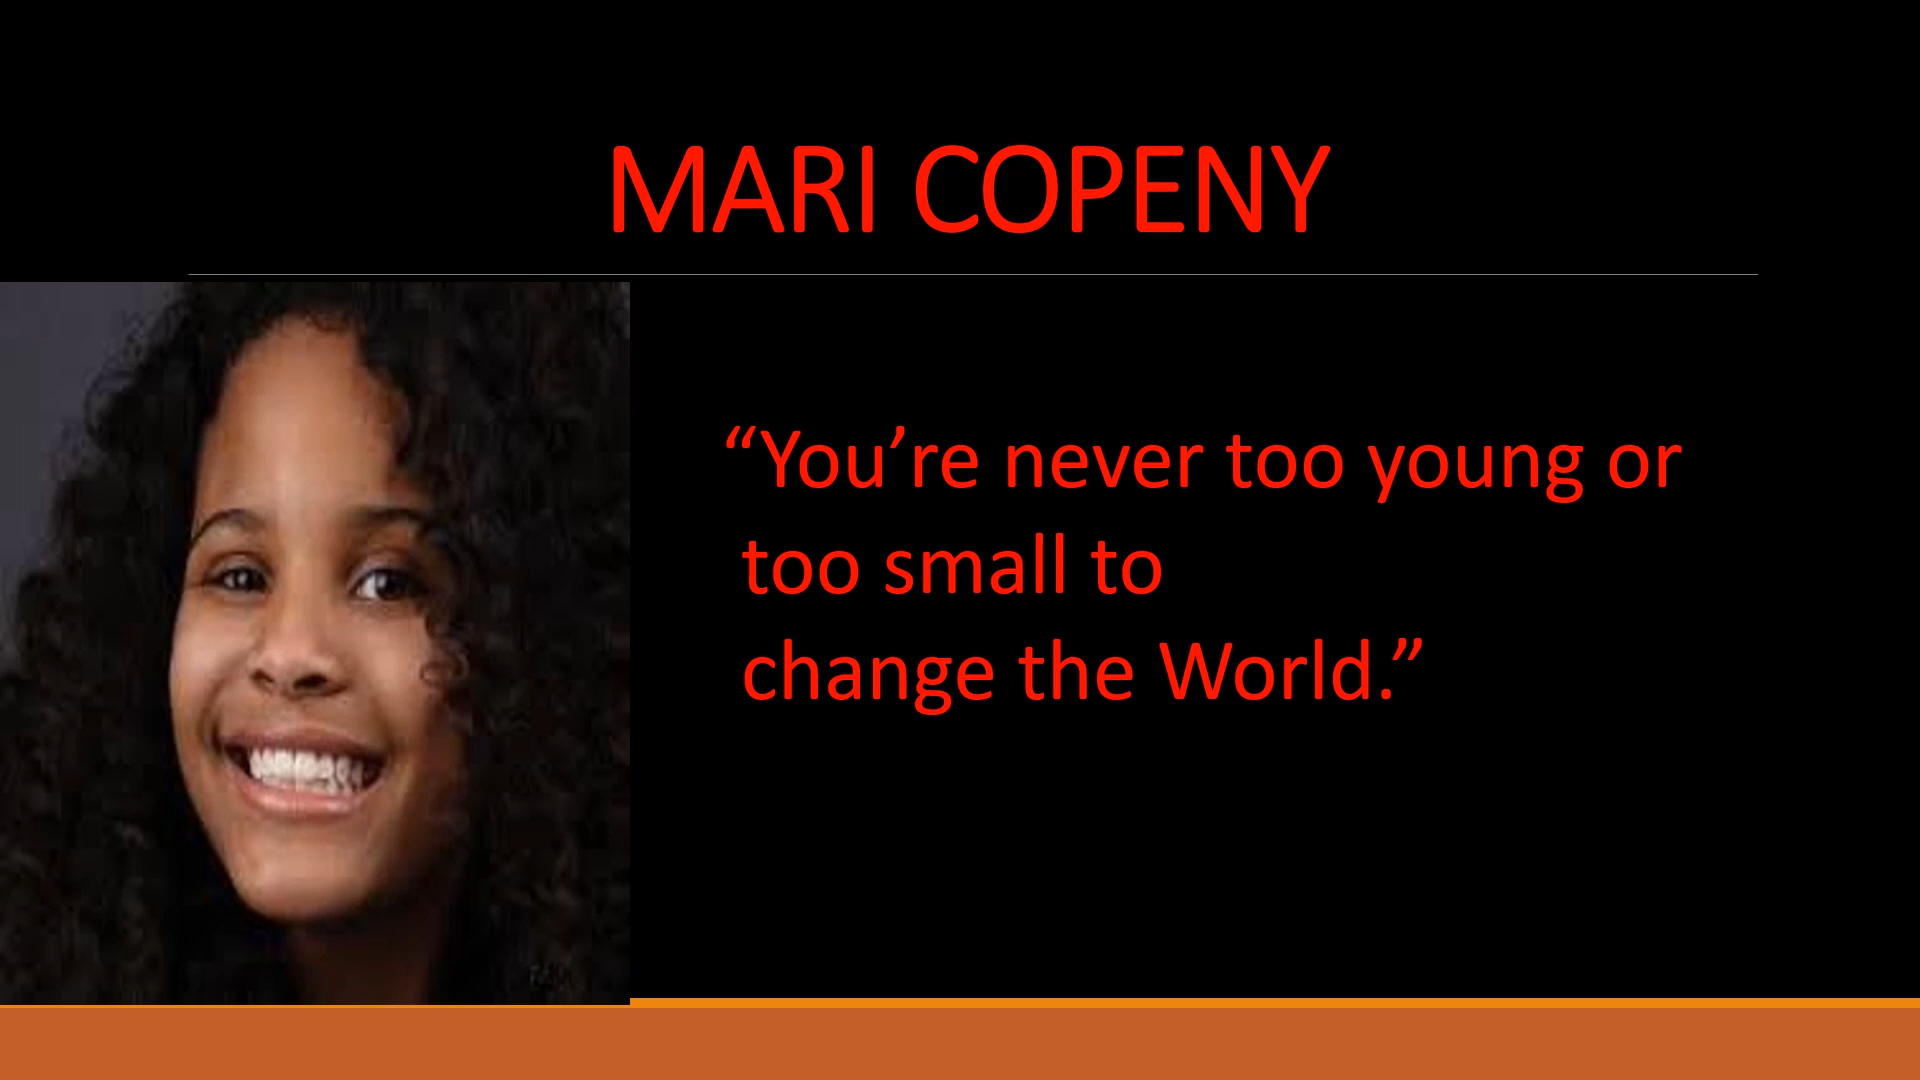 MARI COPENY
“You’re never too young or
too small to
change the World.”